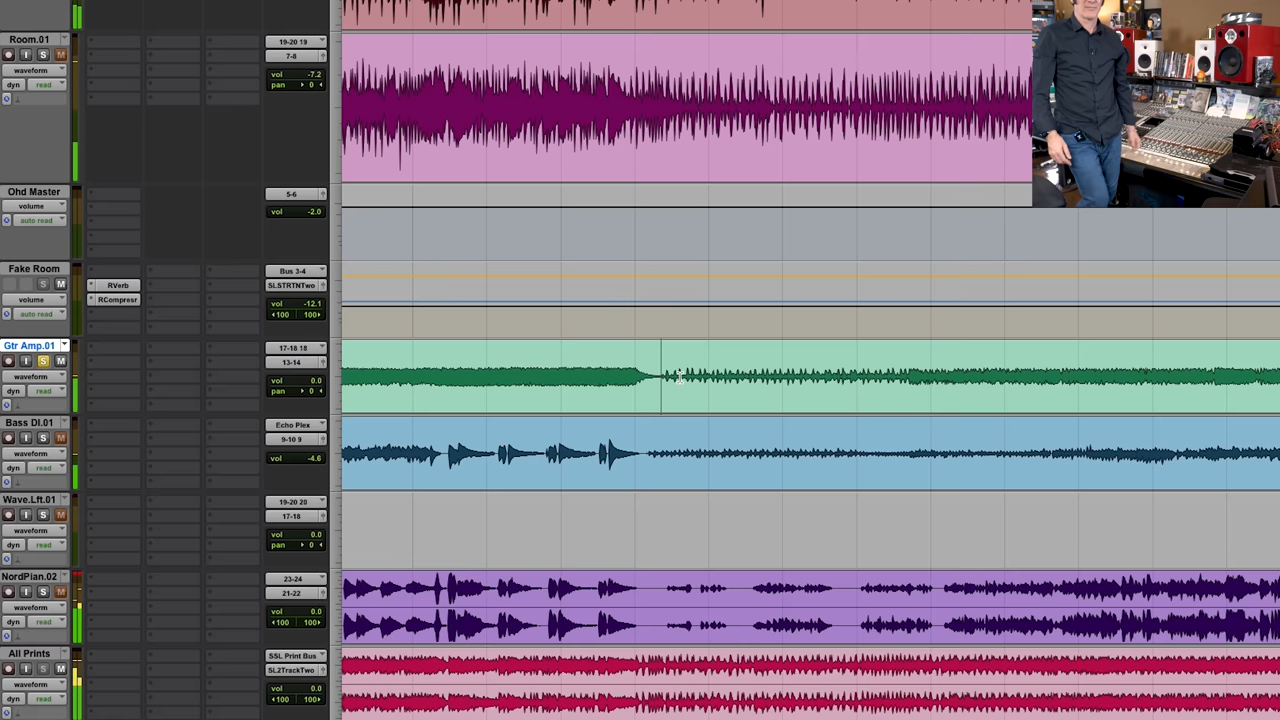 Room.01
I S M
19-20 19
waveform
7-8
dyn read
vol -7.2
pan 0
Ohd Master
5-6
volume
vol -2.0
auto read
Fake Room
Bus 3-4
S M
RVerb
SLSTRTNTwo
volume
RCompresr
vol -12.1
auto read
100 100
Gtr Amp.01
17-18 18
I S M
13-14
waveform
vol 0.0
dyn read
pan 0
Bass DI.01
Echo Plex
I S M
9-10 9
waveform
vol -4.6
dyn read
Wave.Lft.01
19-20 20
I S M
17-18
waveform
vol 0.0
dyn read
pan 0
NordPian.02
23-24
I S M
21-22
waveform
vol 0.0
dyn read
100 100
All Prints
SSL Print Bus
I S M
SL2TrackTwo
waveform
vol 0.0
dyn read
100 100